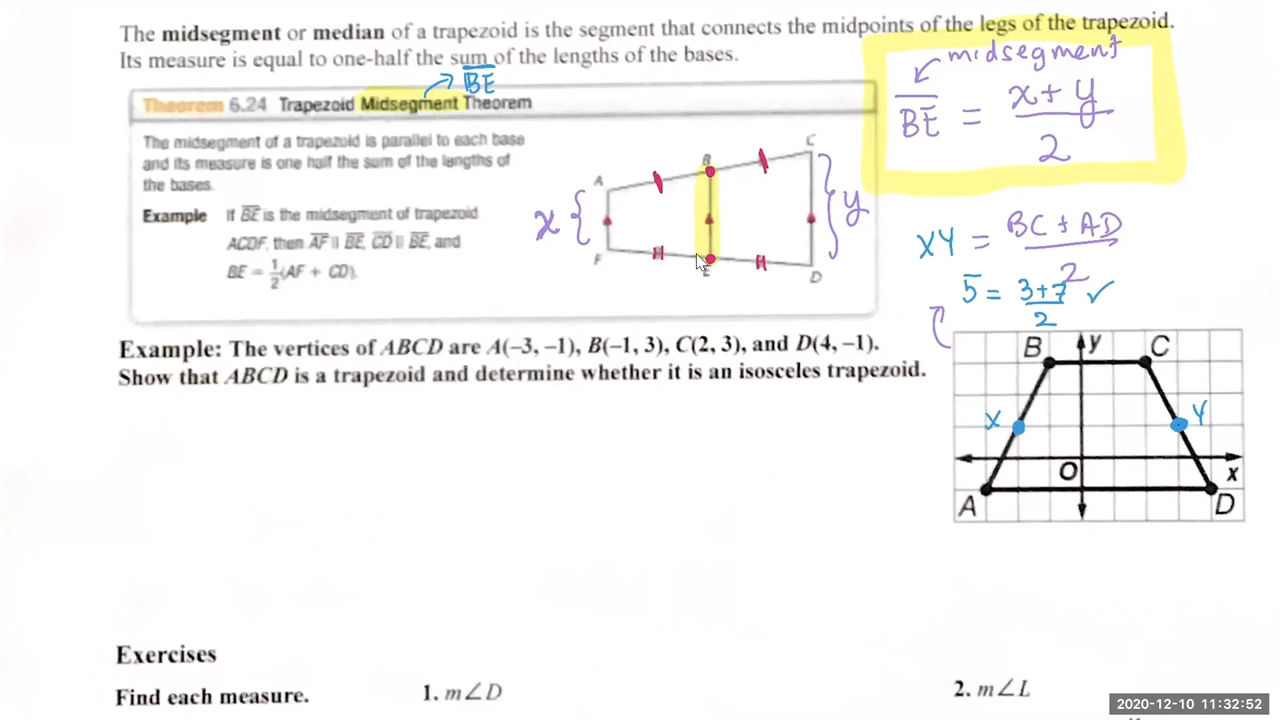 The midsegment or median of a trapezoid is the segment that connects the midpoints of the legs of the trapezoid.
Its measure is equal to one-half the sum of the lengths of the bases.
BE
Theorem 6.24 Trapezoid Midsegment Theorem
The midsegment of a trapezoid is parallel to each base
and its measure is one half the sum of the lengths of
the bases.
Example If BE is the midsegment of trapezoid
ACDF, then AF ∥ BE, CD ∥ BE, and
BE = 1/2(AF + CD).
A B C
x y
F E D
midsegment
BE = x + y / 2
XY = BC + AD / 2
5 = 3+7 / 2 ✓
Example: The vertices of ABCD are A(−3, −1), B(−1, 3), C(2, 3), and D(4, −1).
Show that ABCD is a trapezoid and determine whether it is an isosceles trapezoid.
B y C
X Y
O x
A D
Exercises
Find each measure. 1. m∠D 2. m∠L
2020-12-10 11:32:52